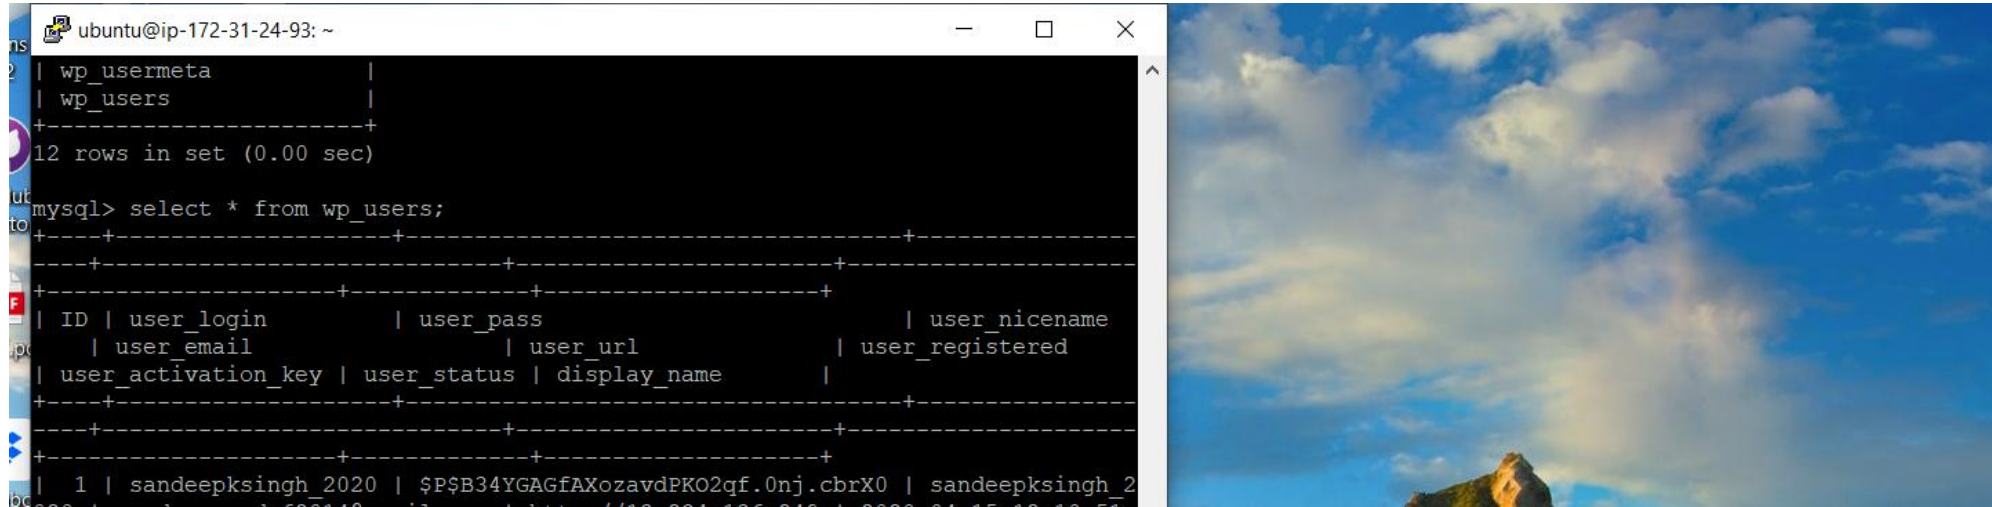 ubuntu@ip-172-31-24-93: ~
| wp_usermeta           |
| wp_users              |
+-----------------------+
12 rows in set (0.00 sec)
mysql> select * from wp_users;
+----+--------------------+------------------------------------+----------------
----+-----------------------------+-----------------------+---------------------
+---------------------+-------------+--------------------+
| ID | user_login         | user_pass                          | user_nicename
    | user_email                  | user_url              | user_registered
| user_activation_key | user_status | display_name       |
+----+--------------------+------------------------------------+----------------
----+-----------------------------+-----------------------+---------------------
+---------------------+-------------+--------------------+
|  1 | sandeepksingh_2020 | $P$B34YGAGfAXozavdPKO2qf.0nj.cbrX0 | sandeepksingh_2